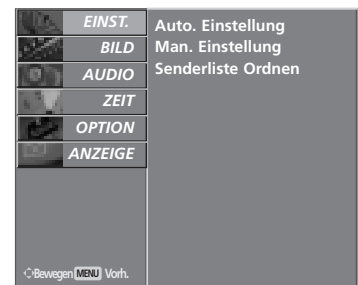 EINST.
BILD
AUDIO
ZEIT
OPTION
ANZEIGE
Auto. Einstellung
Man. Einstellung
Senderliste Ordnen
Bewegen MENU Vorh.